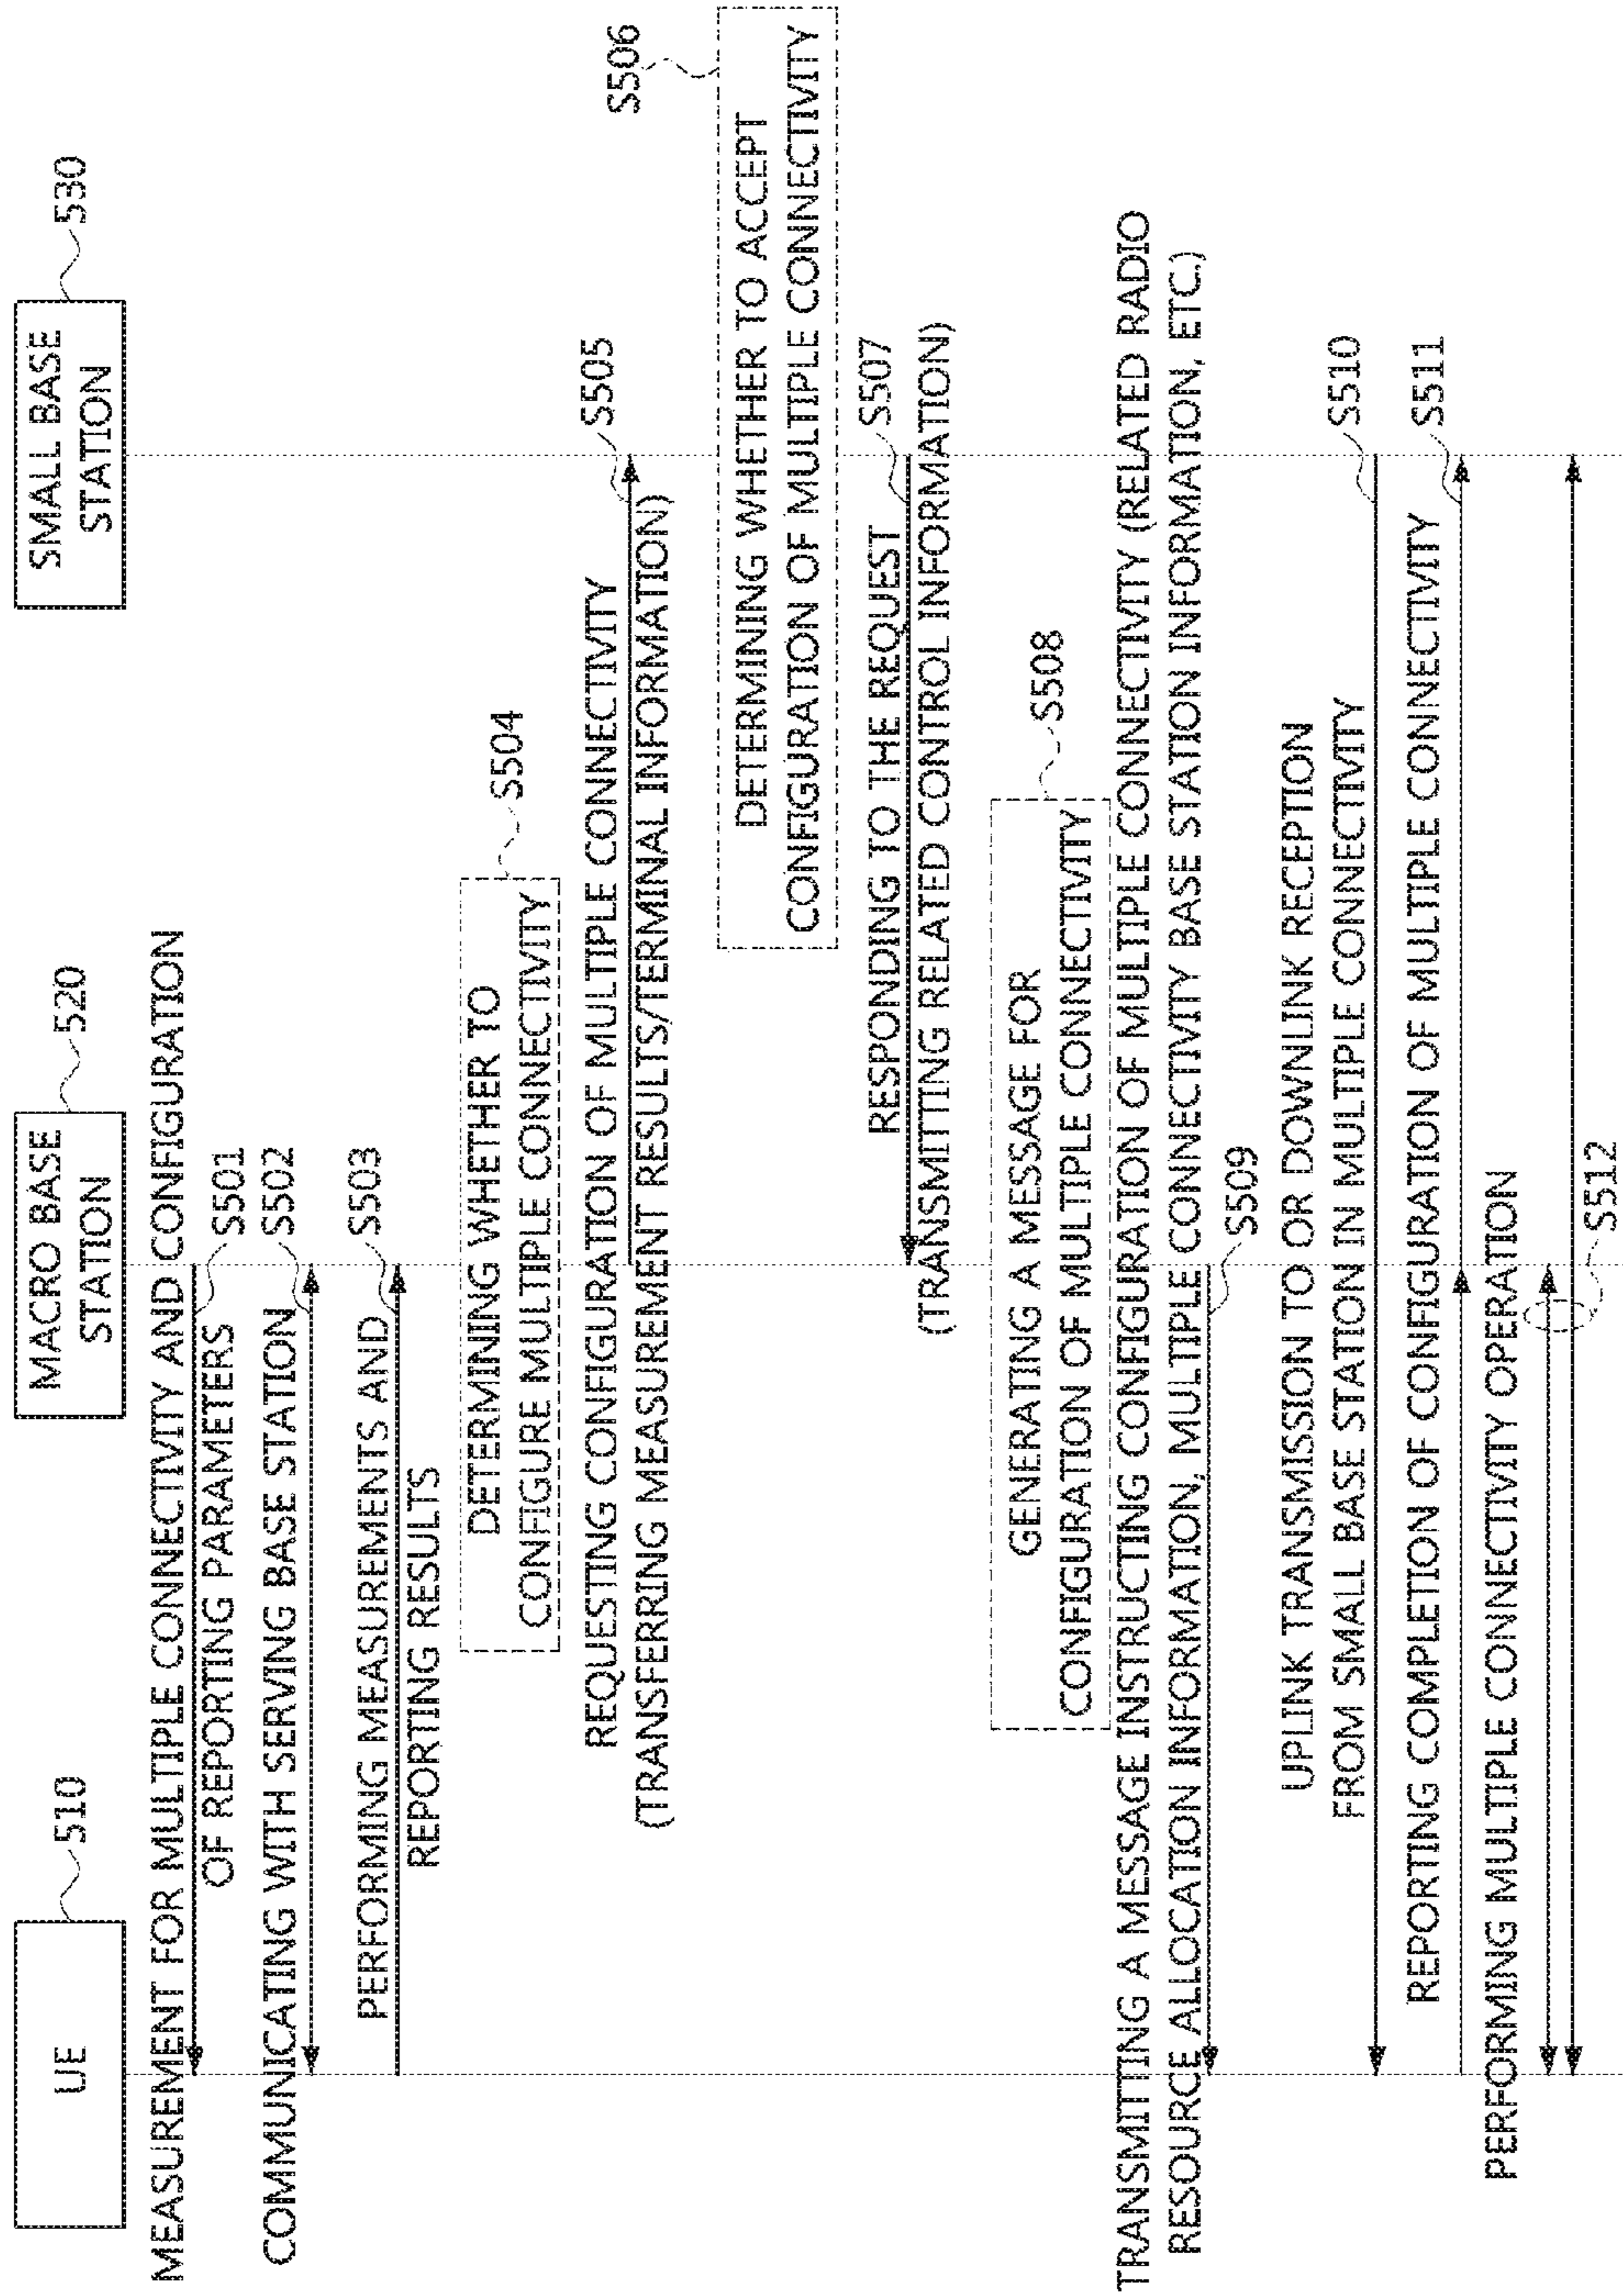 UE
510
MACRO BASE
STATION
520
SMALL BASE
STATION
530
MEASUREMENT FOR MULTIPLE CONNECTIVITY AND CONFIGURATION
OF REPORTING PARAMETERS
S501
COMMUNICATING WITH SERVING BASE STATION
S502
PERFORMING MEASUREMENTS AND
REPORTING RESULTS
S503
DETERMINING WHETHER TO
CONFIGURE MULTIPLE CONNECTIVITY
S504
REQUESTING CONFIGURATION OF MULTIPLE CONNECTIVITY
(TRANSFERRING MEASUREMENT RESULTS/TERMINAL INFORMATION)
S505
DETERMINING WHETHER TO ACCEPT
CONFIGURATION OF MULTIPLE CONNECTIVITY
S506
RESPONDING TO THE REQUEST
(TRANSMITTING RELATED CONTROL INFORMATION)
S507
GENERATING A MESSAGE FOR
CONFIGURATION OF MULTIPLE CONNECTIVITY
S508
TRANSMITTING A MESSAGE INSTRUCTING CONFIGURATION OF MULTIPLE CONNECTIVITY (RELATED RADIO
RESOURCE ALLOCATION INFORMATION, MULTIPLE CONNECTIVITY BASE STATION INFORMATION, ETC.)
S509
UPLINK TRANSMISSION TO OR DOWNLINK RECEPTION
FROM SMALL BASE STATION IN MULTIPLE CONNECTIVITY
S510
REPORTING COMPLETION OF CONFIGURATION OF MULTIPLE CONNECTIVITY
S511
PERFORMING MULTIPLE CONNECTIVITY OPERATION
S512